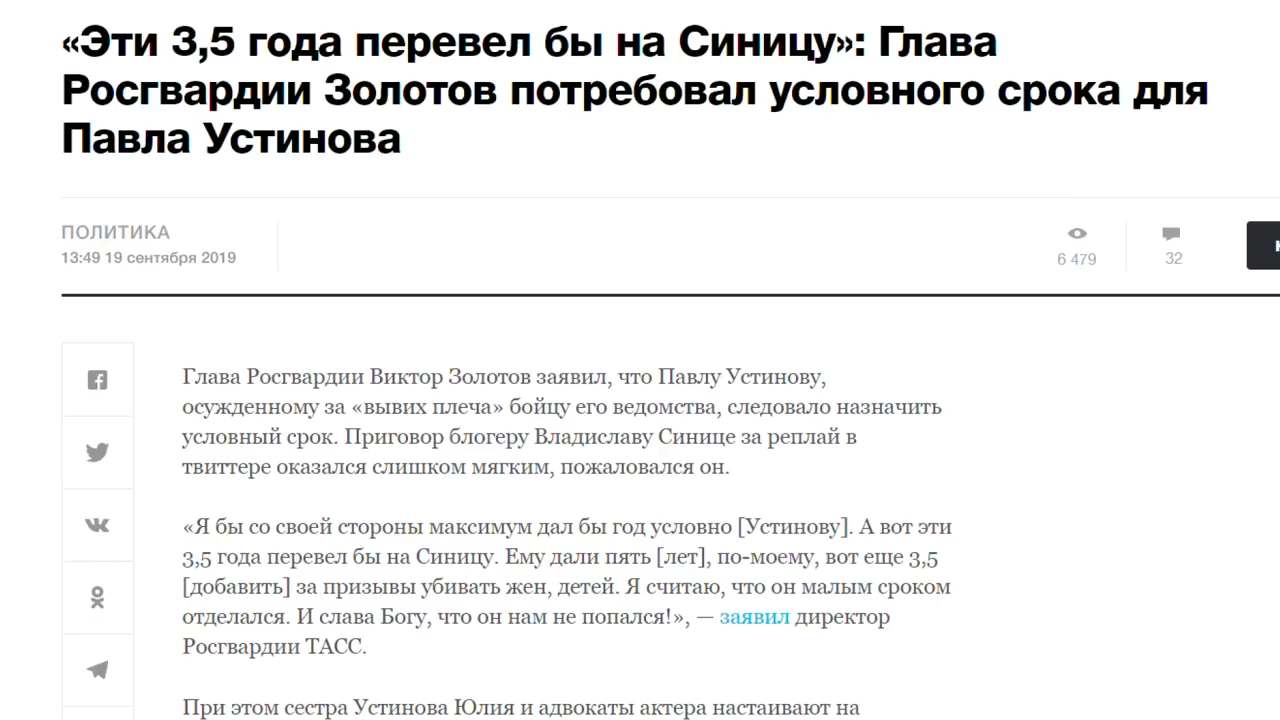 «Эти 3,5 года перевел бы на Синицу»: Глава
Росгвардии Золотов потребовал условного срока для
Павла Устинова
ПОЛИТИКА
13:49 19 сентября 2019
6 479
32
Глава Росгвардии Виктор Золотов заявил, что Павлу Устинову,
осужденному за «вывих плеча» бойцу его ведомства, следовало назначить
условный срок. Приговор блогеру Владиславу Синице за реплай в
твиттере оказался слишком мягким, пожаловался он.
«Я бы со своей стороны максимум дал бы год условно [Устинову]. А вот эти
3,5 года перевел бы на Синицу. Ему дали пять [лет], по-моему, вот еще 3,5
[добавить] за призывы убивать жен, детей. Я считаю, что он малым сроком
отделался. И слава Богу, что он нам не попался!», — заявил директор
Росгвардии ТАСС.
При этом сестра Устинова Юлия и адвокаты актера настаивают на